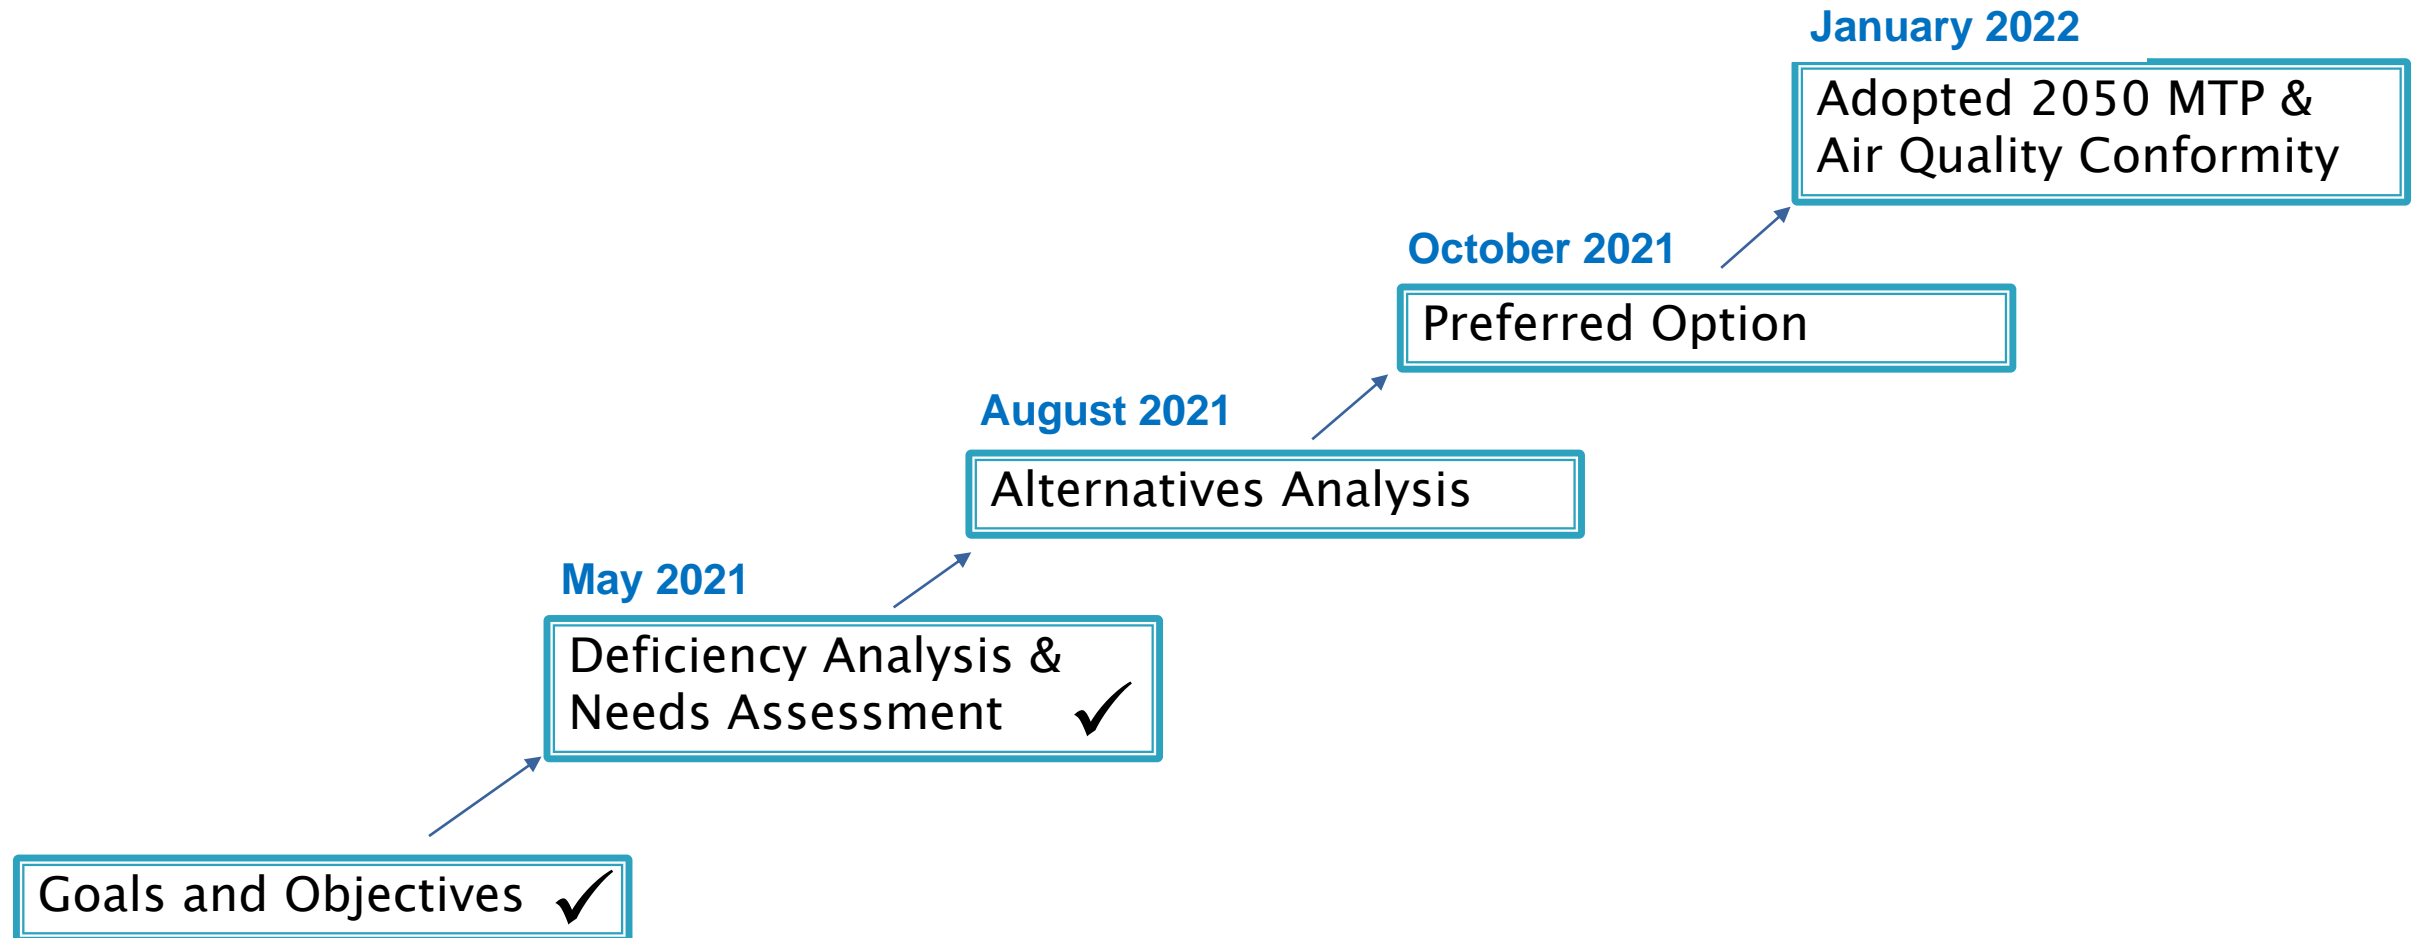 January 2022
Adopted 2050 MTP &
Air Quality Conformity
October 2021
Preferred Option
August 2021
Alternatives Analysis
May 2021
Deficiency Analysis &
Needs Assessment ✓
Goals and Objectives ✓